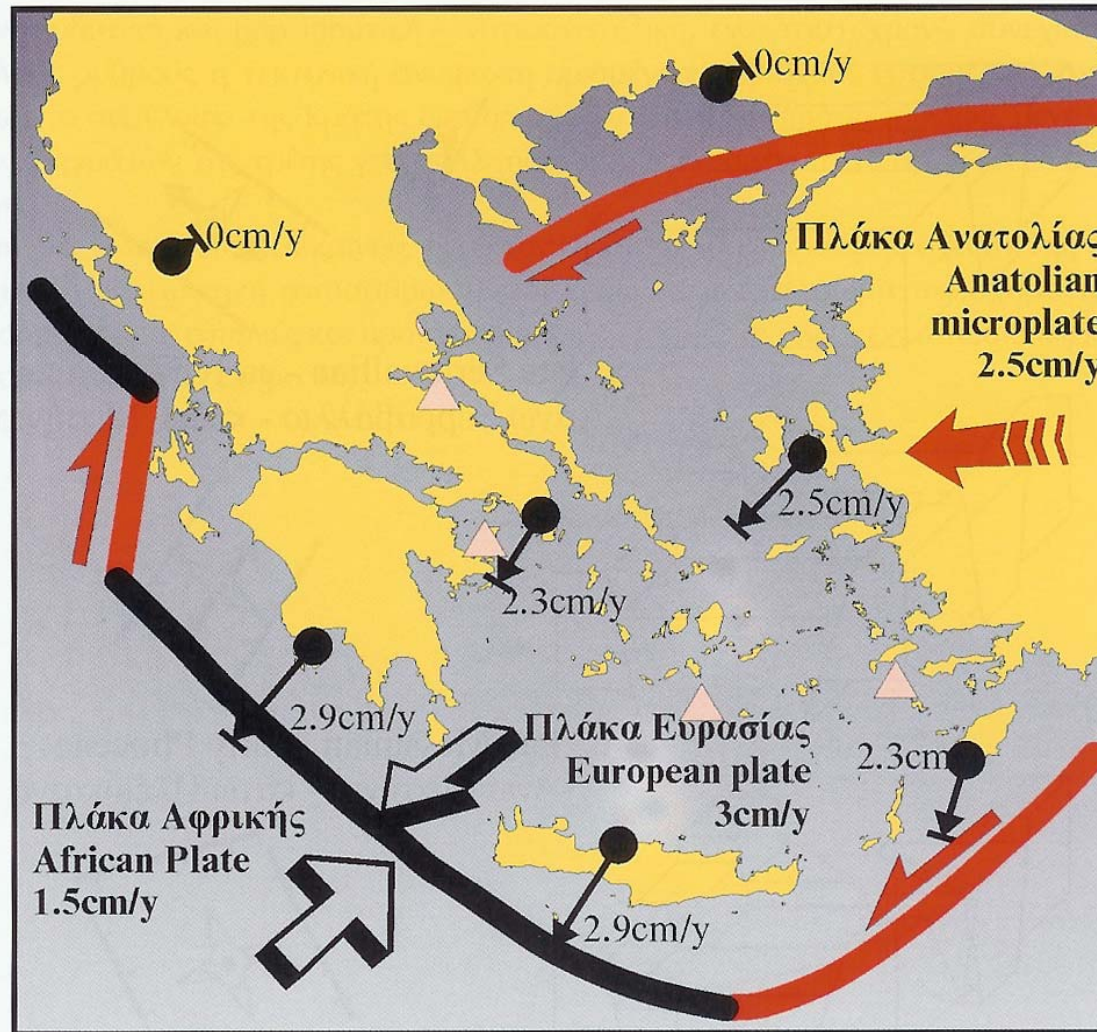 0cm/y
0cm/y
Πλάκα Ανατολίας
Anatolian
microplate
2.5cm/y
2.5cm/y
2.3cm/y
2.9cm/y
Πλάκα Ευρασίας
European plate
3cm/y
2.3cm
Πλάκα Αφρικής
African Plate
1.5cm/y
2.9cm/y